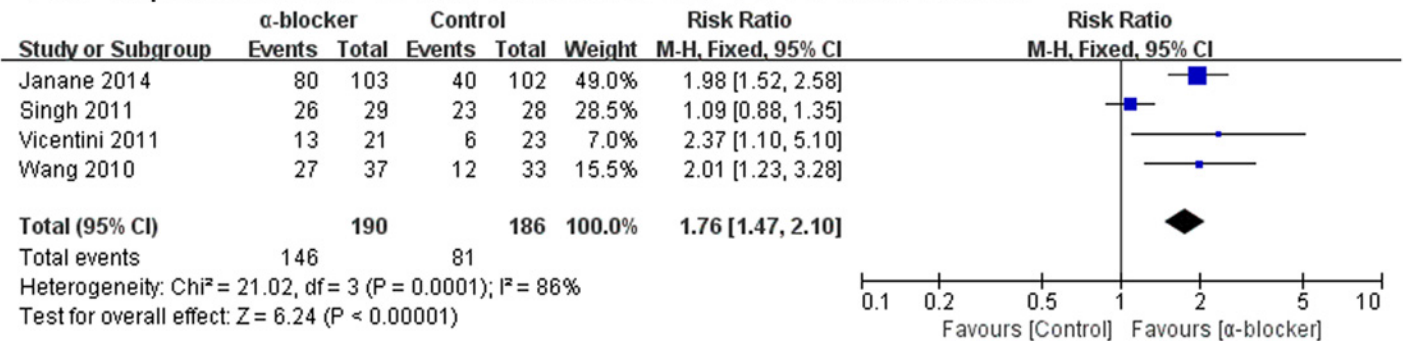 α-blocker Control Risk Ratio Risk Ratio
Study or Subgroup Events Total Events Total Weight M-H, Fixed, 95% CI M-H, Fixed, 95% CI
Janane 2014 80 103 40 102 49.0% 1.98 [1.52, 2.58]
Singh 2011 26 29 23 28 28.5% 1.09 [0.88, 1.35]
Vicentini 2011 13 21 6 23 7.0% 2.37 [1.10, 5.10]
Wang 2010 27 37 12 33 15.5% 2.01 [1.23, 3.28]
Total (95% CI) 190 186 100.0% 1.76 [1.47, 2.10]
Total events 146 81
Heterogeneity: Chi² = 21.02, df = 3 (P = 0.0001); I² = 86%
Test for overall effect: Z = 6.24 (P < 0.00001)
0.1 0.2 0.5 1 2 5 10
Favours [Control] Favours [α-blocker]